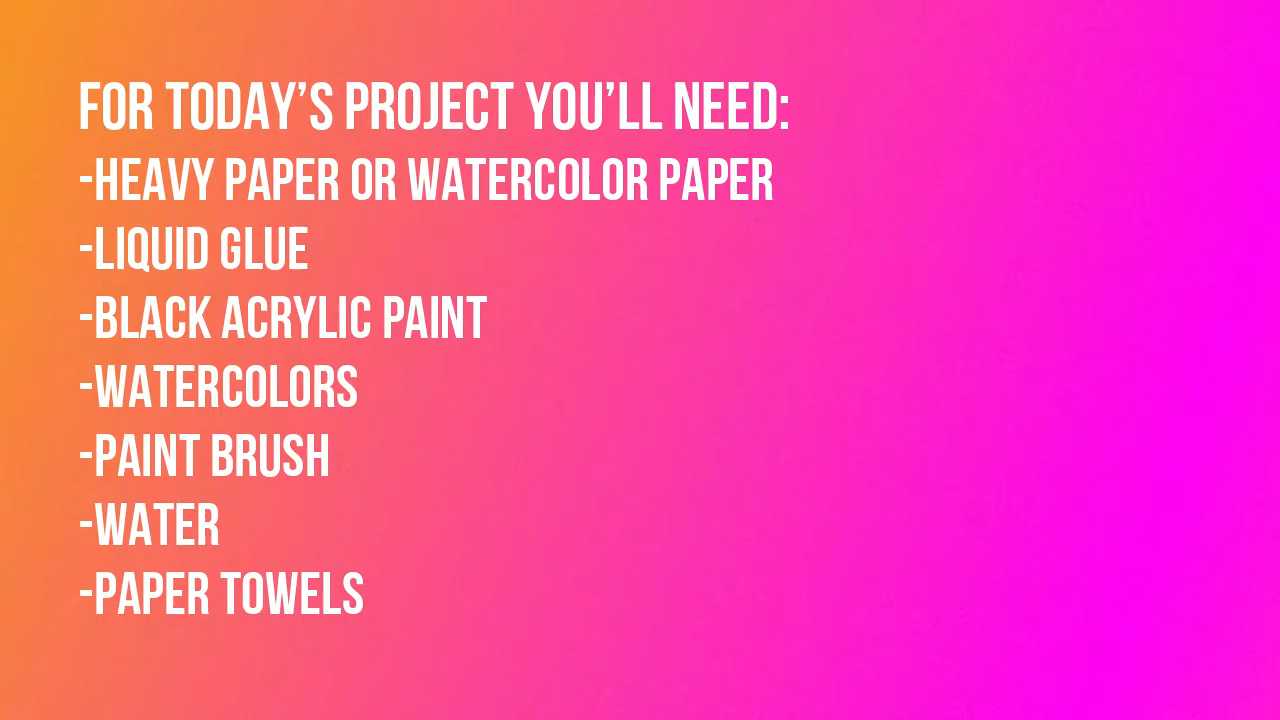 FOR TODAY’S PROJECT YOU’LL NEED:
-HEAVY PAPER OR WATERCOLOR PAPER
-LIQUID GLUE
-BLACK ACRYLIC PAINT
-WATERCOLORS
-PAINT BRUSH
-WATER
-PAPER TOWELS